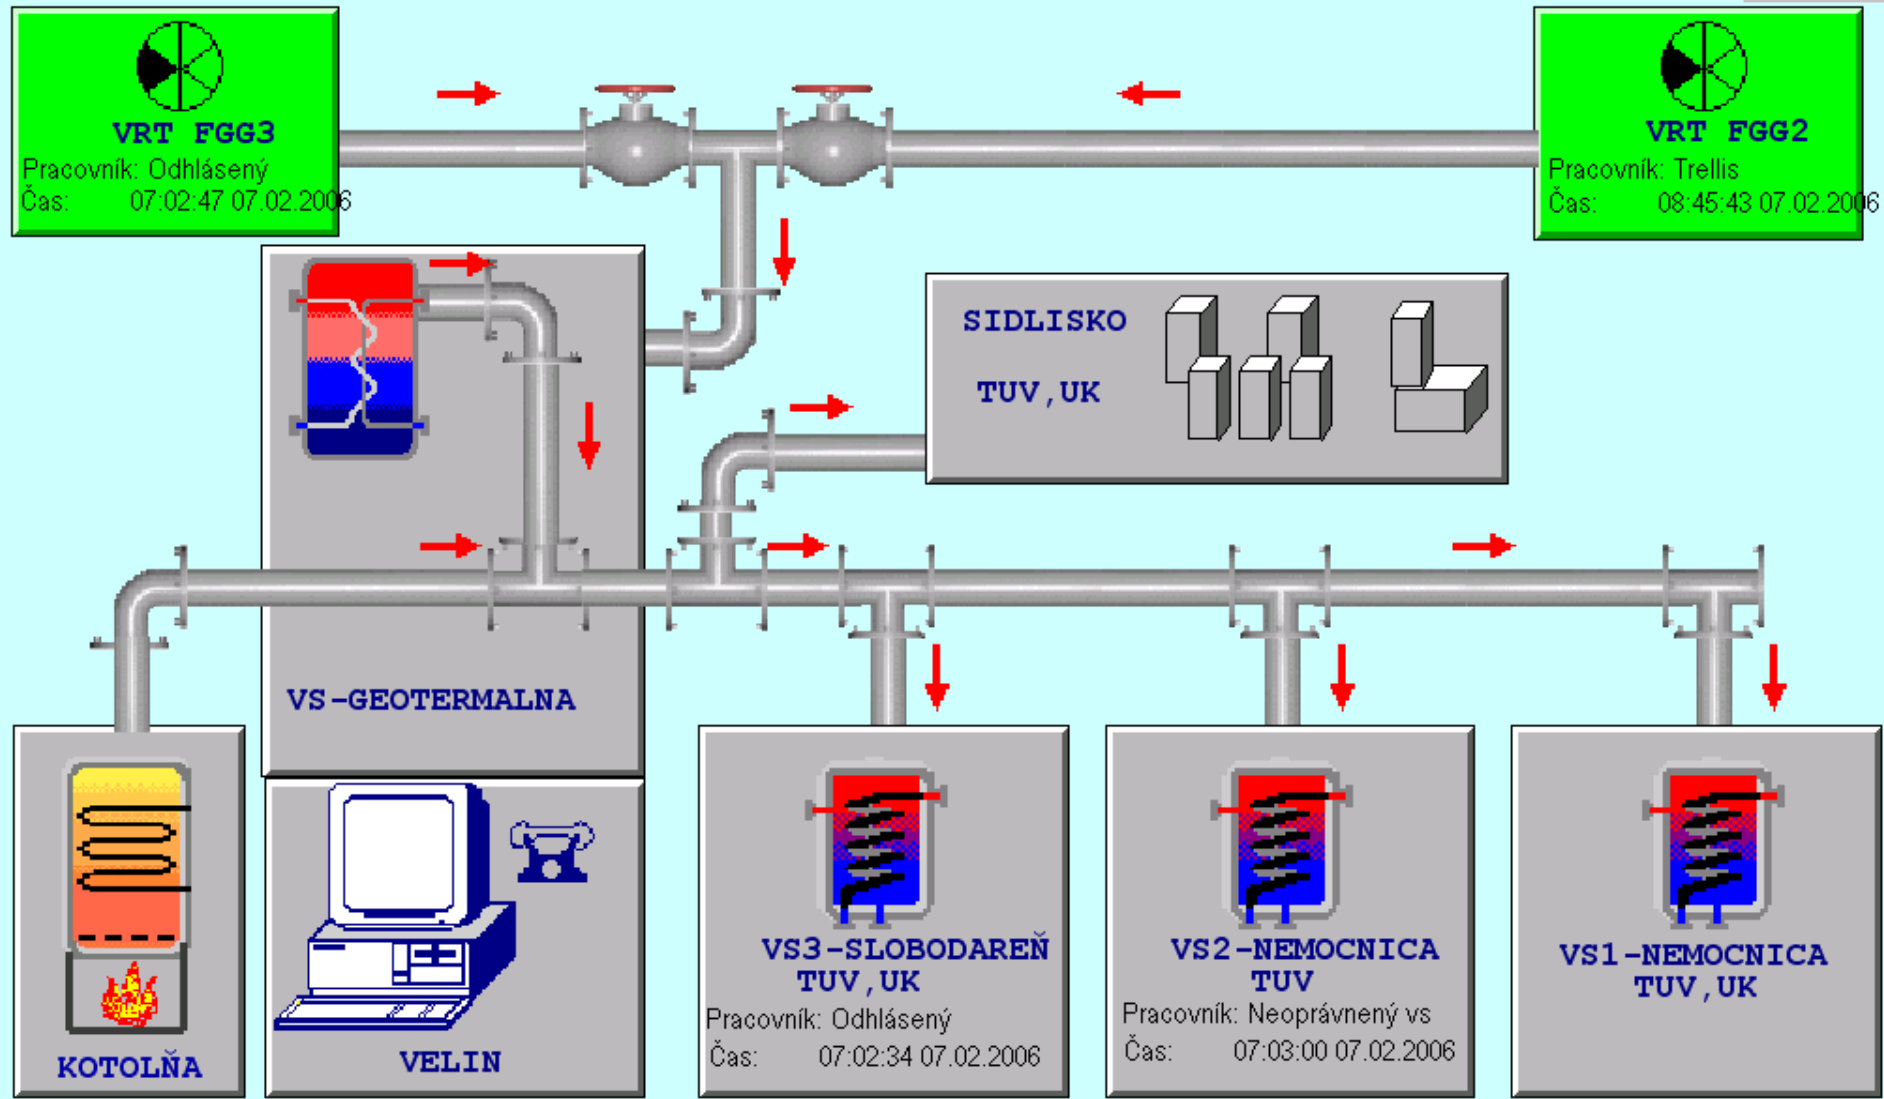 VRT FGG3
Pracovník: Odhlásený
Čas: 07:02:47 07.02.2006
VRT FGG2
Pracovník: Trellis
Čas: 08:45:43 07.02.2006
SIDLISKO
TUV,UK
VS-GEOTERMALNA
KOTOLŇA
VELIN
VS3-SLOBODAREŇ
TUV,UK
Pracovník: Odhlásený
Čas: 07:02:34 07.02.2006
VS2-NEMOCNICA
TUV
Pracovník: Neoprávnený vs
Čas: 07:03:00 07.02.2006
VS1-NEMOCNICA
TUV,UK